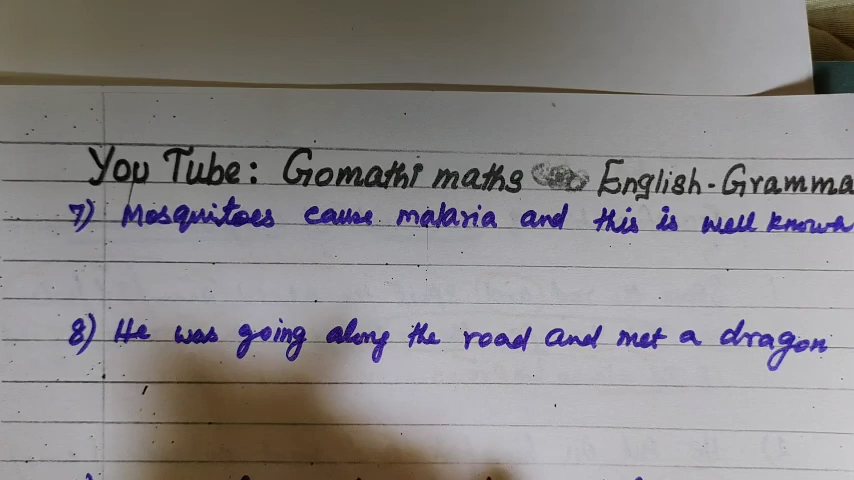 You Tube: Gomathi maths English-Gramma
7) Mosquitoes cause malaria and this is well known
8) He was going along the road and met a dragon